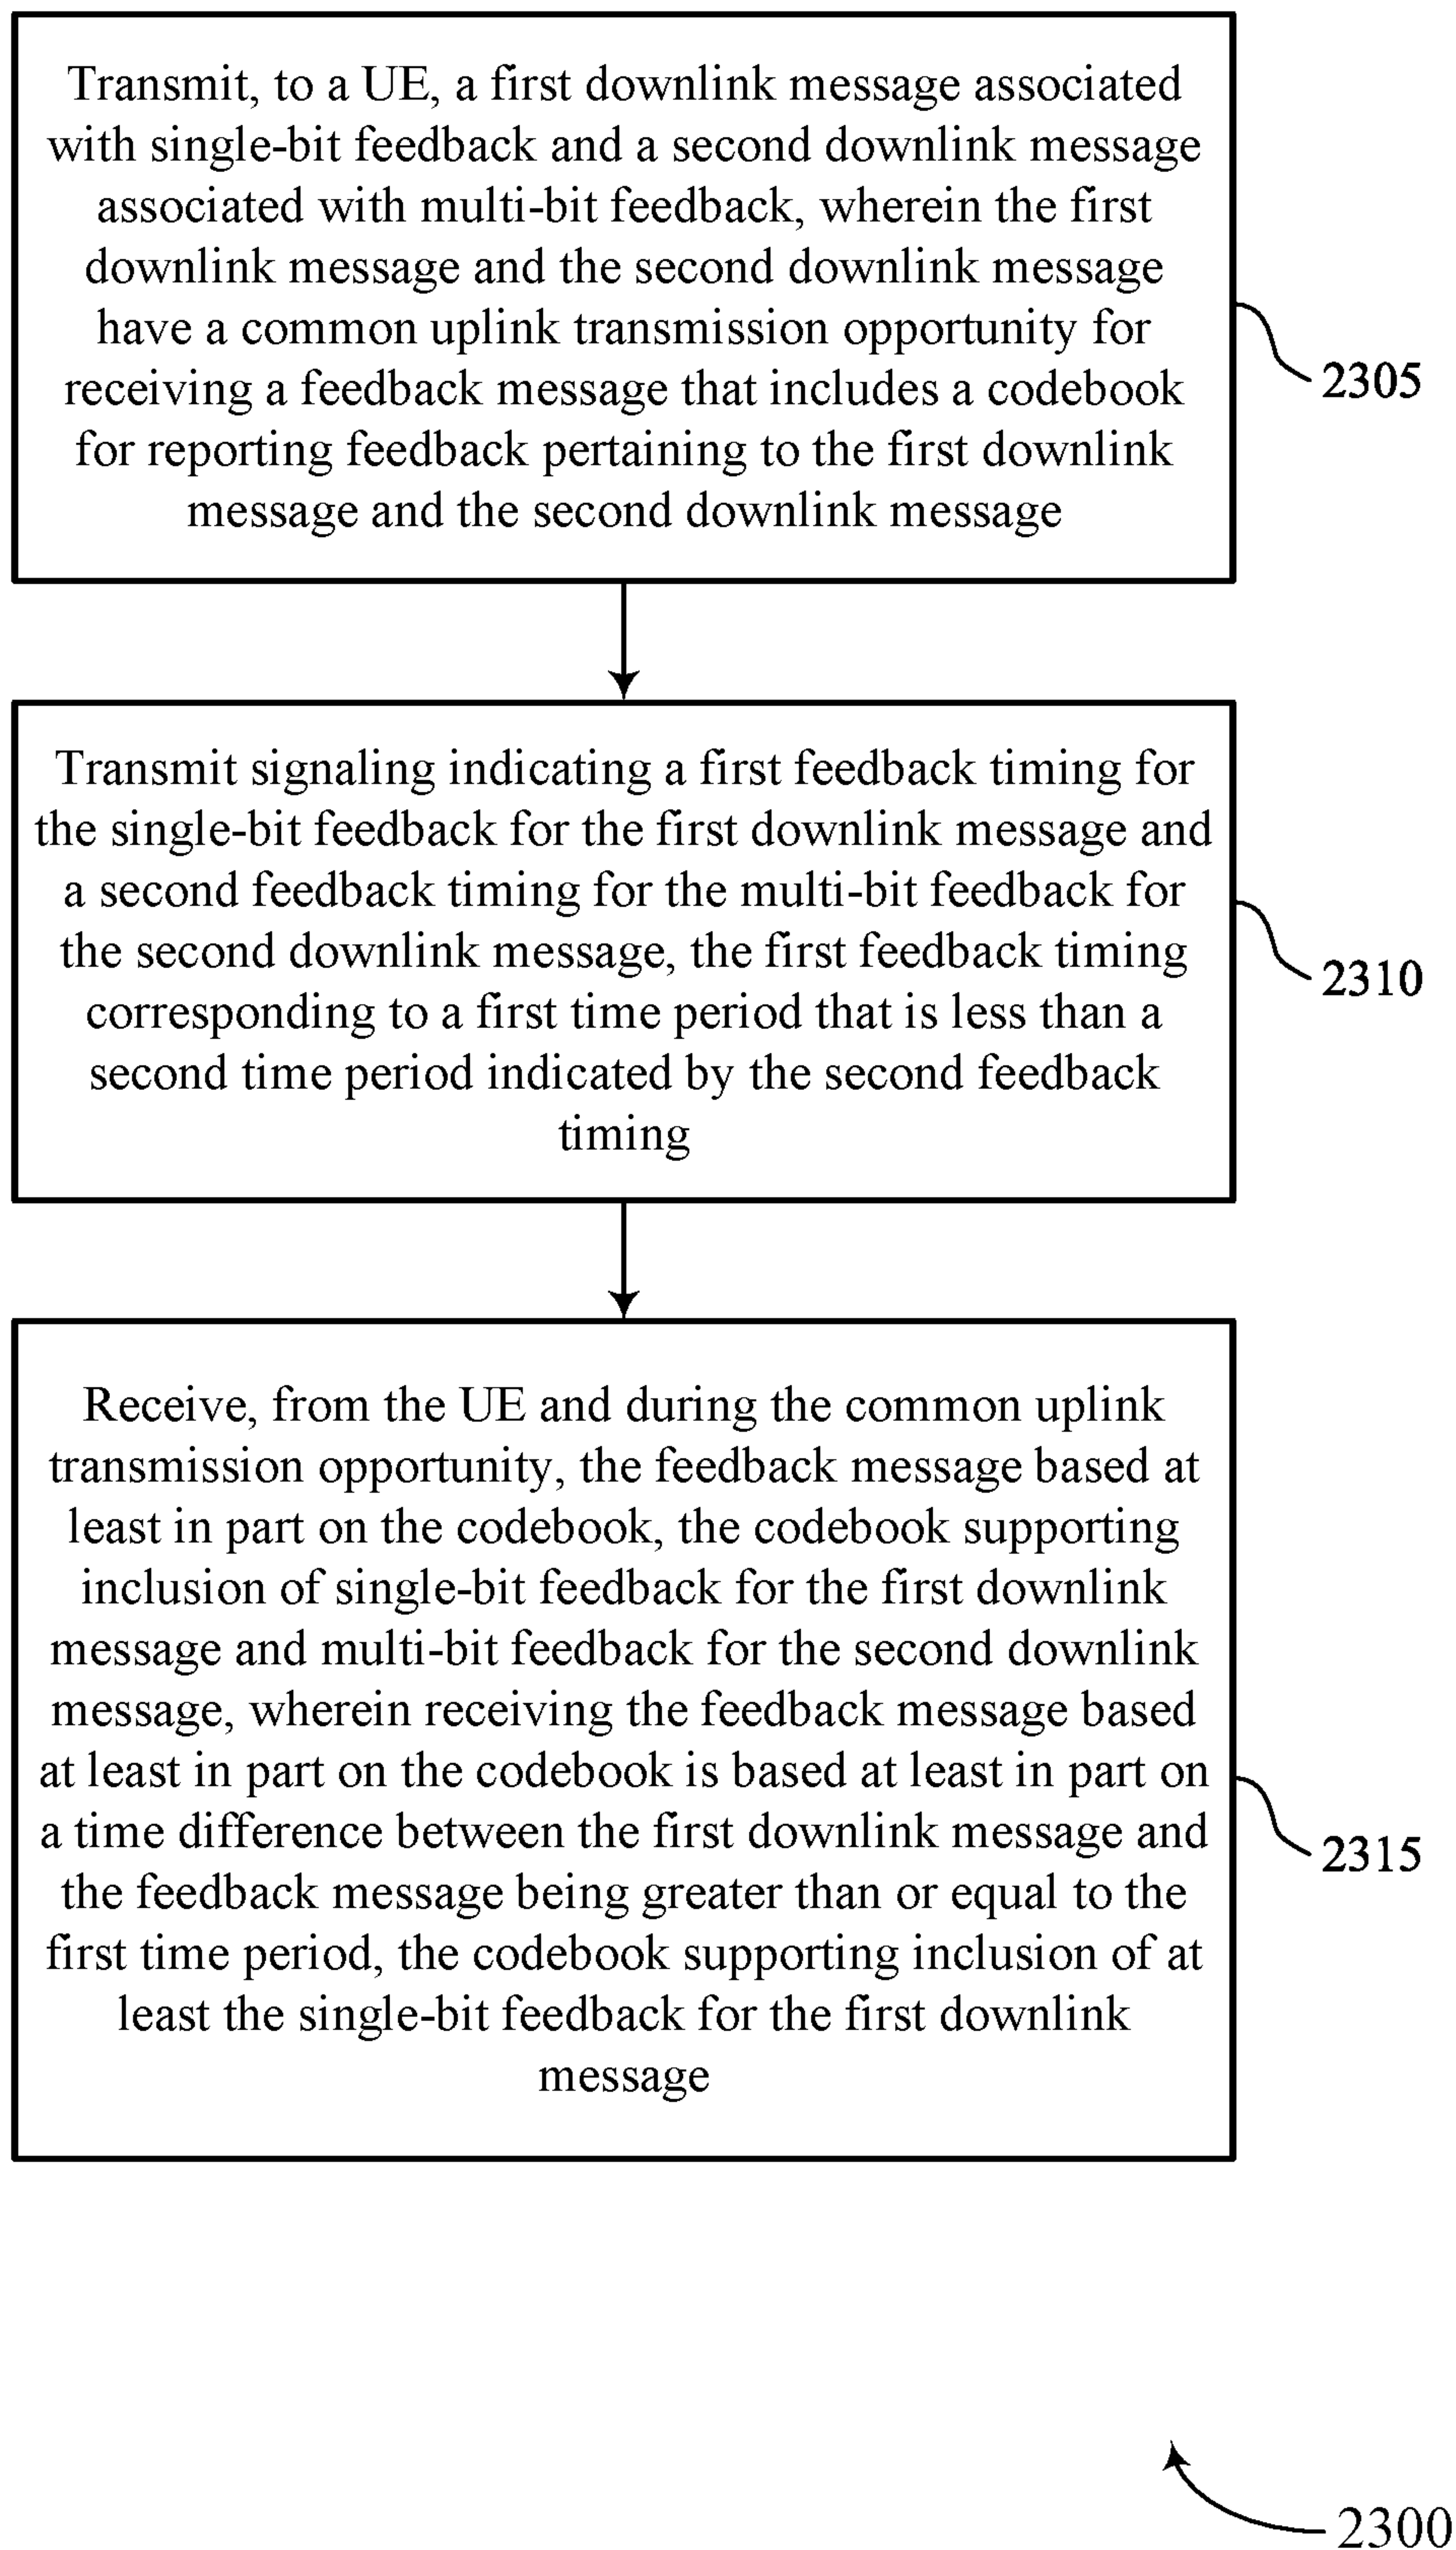 Transmit, to a UE, a first downlink message associated
with single-bit feedback and a second downlink message
associated with multi-bit feedback, wherein the first
downlink message and the second downlink message
have a common uplink transmission opportunity for
receiving a feedback message that includes a codebook
for reporting feedback pertaining to the first downlink
message and the second downlink message
2305
Transmit signaling indicating a first feedback timing for
the single-bit feedback for the first downlink message and
a second feedback timing for the multi-bit feedback for
the second downlink message, the first feedback timing
corresponding to a first time period that is less than a
second time period indicated by the second feedback
timing
2310
Receive, from the UE and during the common uplink
transmission opportunity, the feedback message based at
least in part on the codebook, the codebook supporting
inclusion of single-bit feedback for the first downlink
message and multi-bit feedback for the second downlink
message, wherein receiving the feedback message based
at least in part on the codebook is based at least in part on
a time difference between the first downlink message and
the feedback message being greater than or equal to the
first time period, the codebook supporting inclusion of at
least the single-bit feedback for the first downlink
message
2315
2300